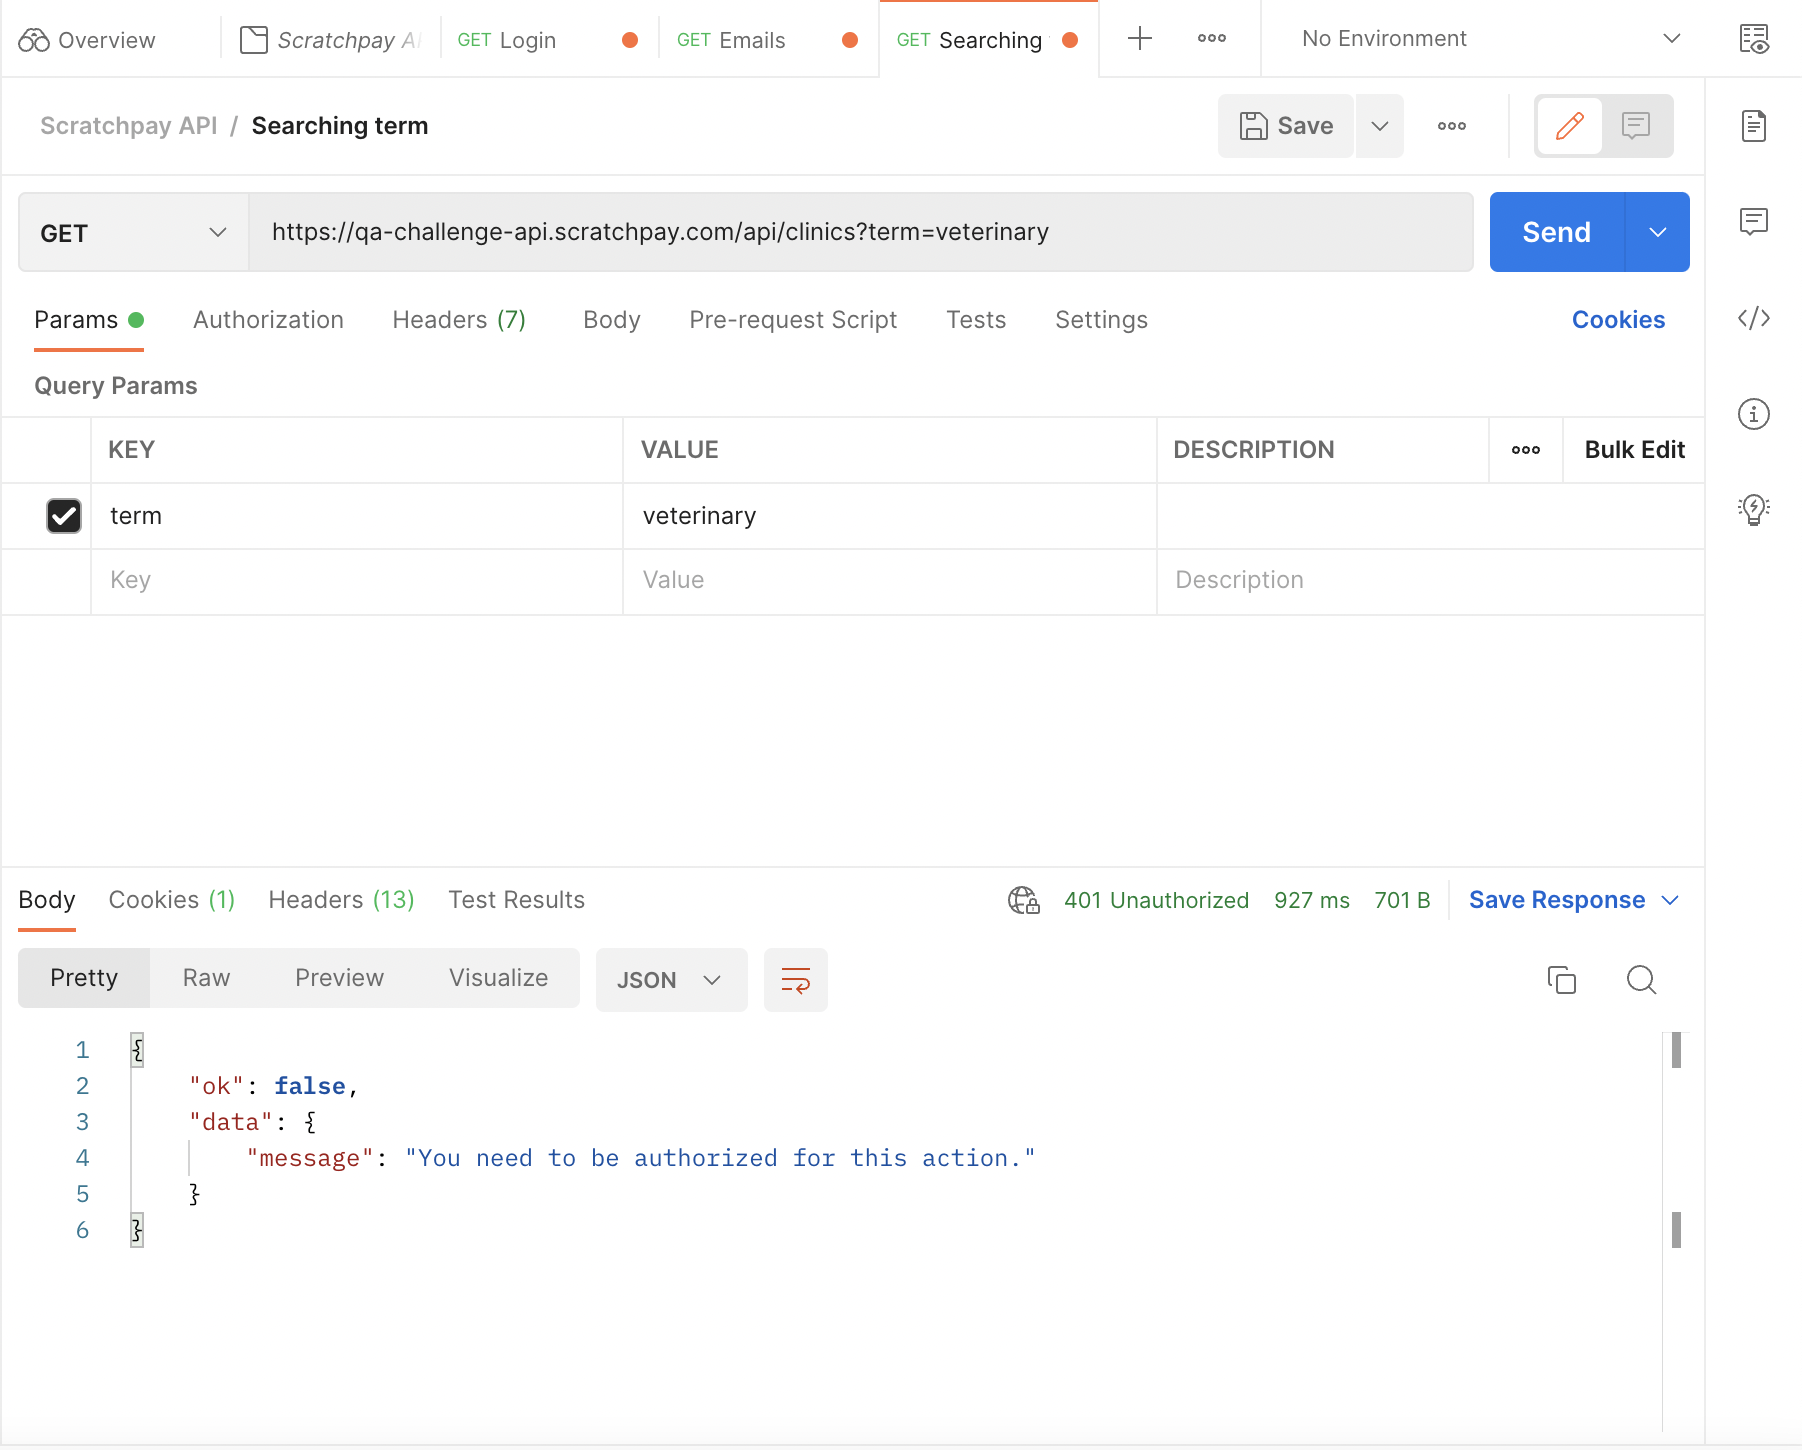 Overview
Scratchpay A
GET Login
GET Emails
GET Searching
No Environment
Scratchpay API / Searching term
Save
GET
https://qa-challenge-api.scratchpay.com/api/clinics?term=veterinary
Send
Params
Authorization
Headers (7)
Body
Pre-request Script
Tests
Settings
Cookies
Query Params
KEY
VALUE
DESCRIPTION
Bulk Edit
term
veterinary
Key
Value
Description
Body
Cookies (1)
Headers (13)
Test Results
401 Unauthorized
927 ms
701 B
Save Response
Pretty
Raw
Preview
Visualize
JSON
1 {
2 "ok": false,
3 "data": {
4 "message": "You need to be authorized for this action."
5 }
6 }